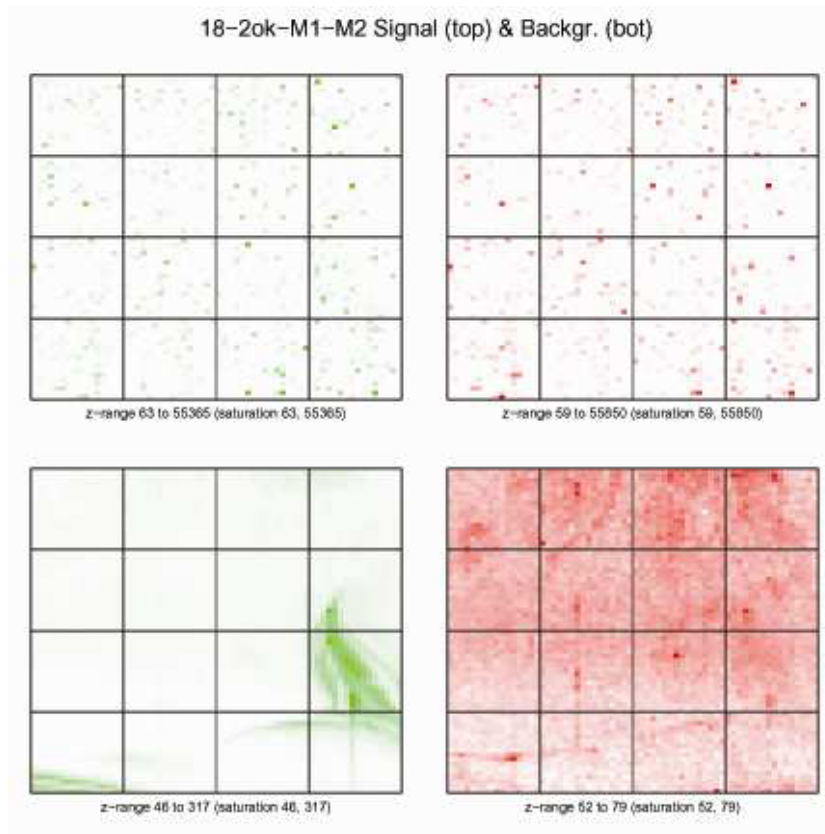 18-2ok-M1-M2 Signal (top) & Backgr. (bot)
z-range 63 to 55365 (saturation 63, 55365)
z-range 59 to 55850 (saturation 59, 55850)
z-range 46 to 317 (saturation 46, 317)
z-range 52 to 79 (saturation 52, 79)